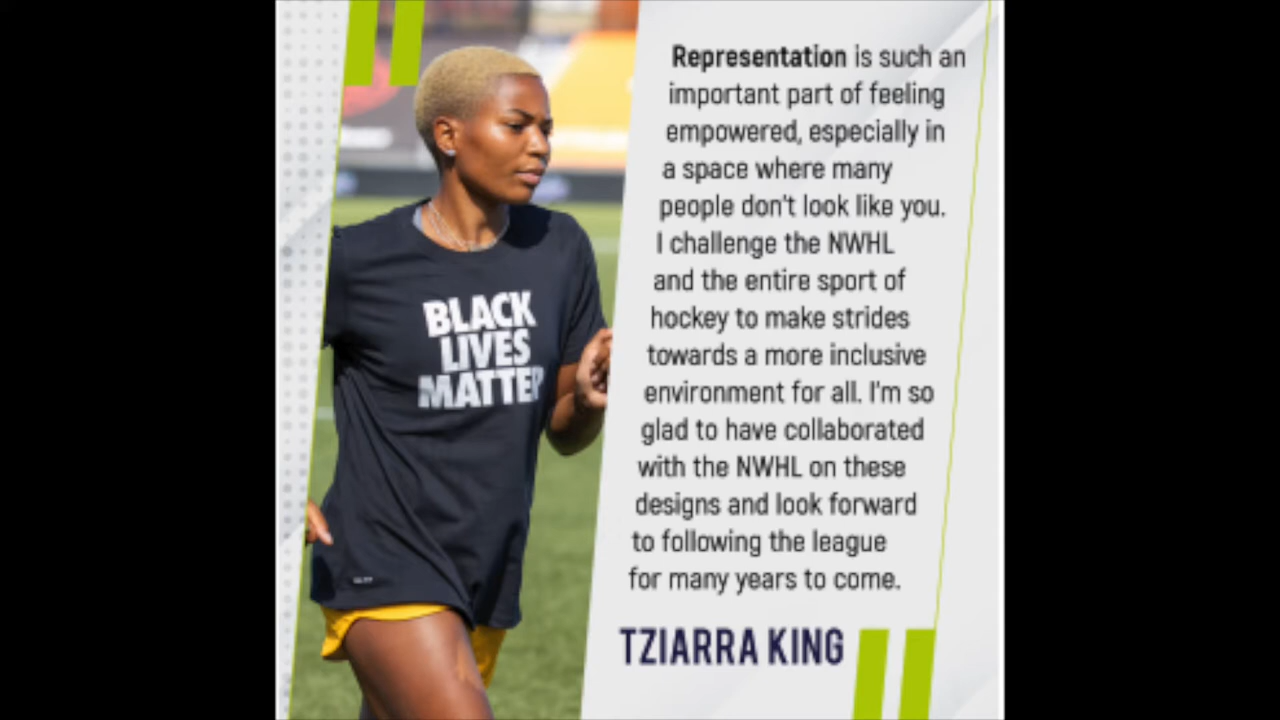 BLACK
LIVES
MATTER
Representation is such an
important part of feeling
empowered, especially in
a space where many
people don't look like you.
I challenge the NWHL
and the entire sport of
hockey to make strides
towards a more inclusive
environment for all. I'm so
glad to have collaborated
with the NWHL on these
designs and look forward
to following the league
for many years to come.
TZIARRA KING